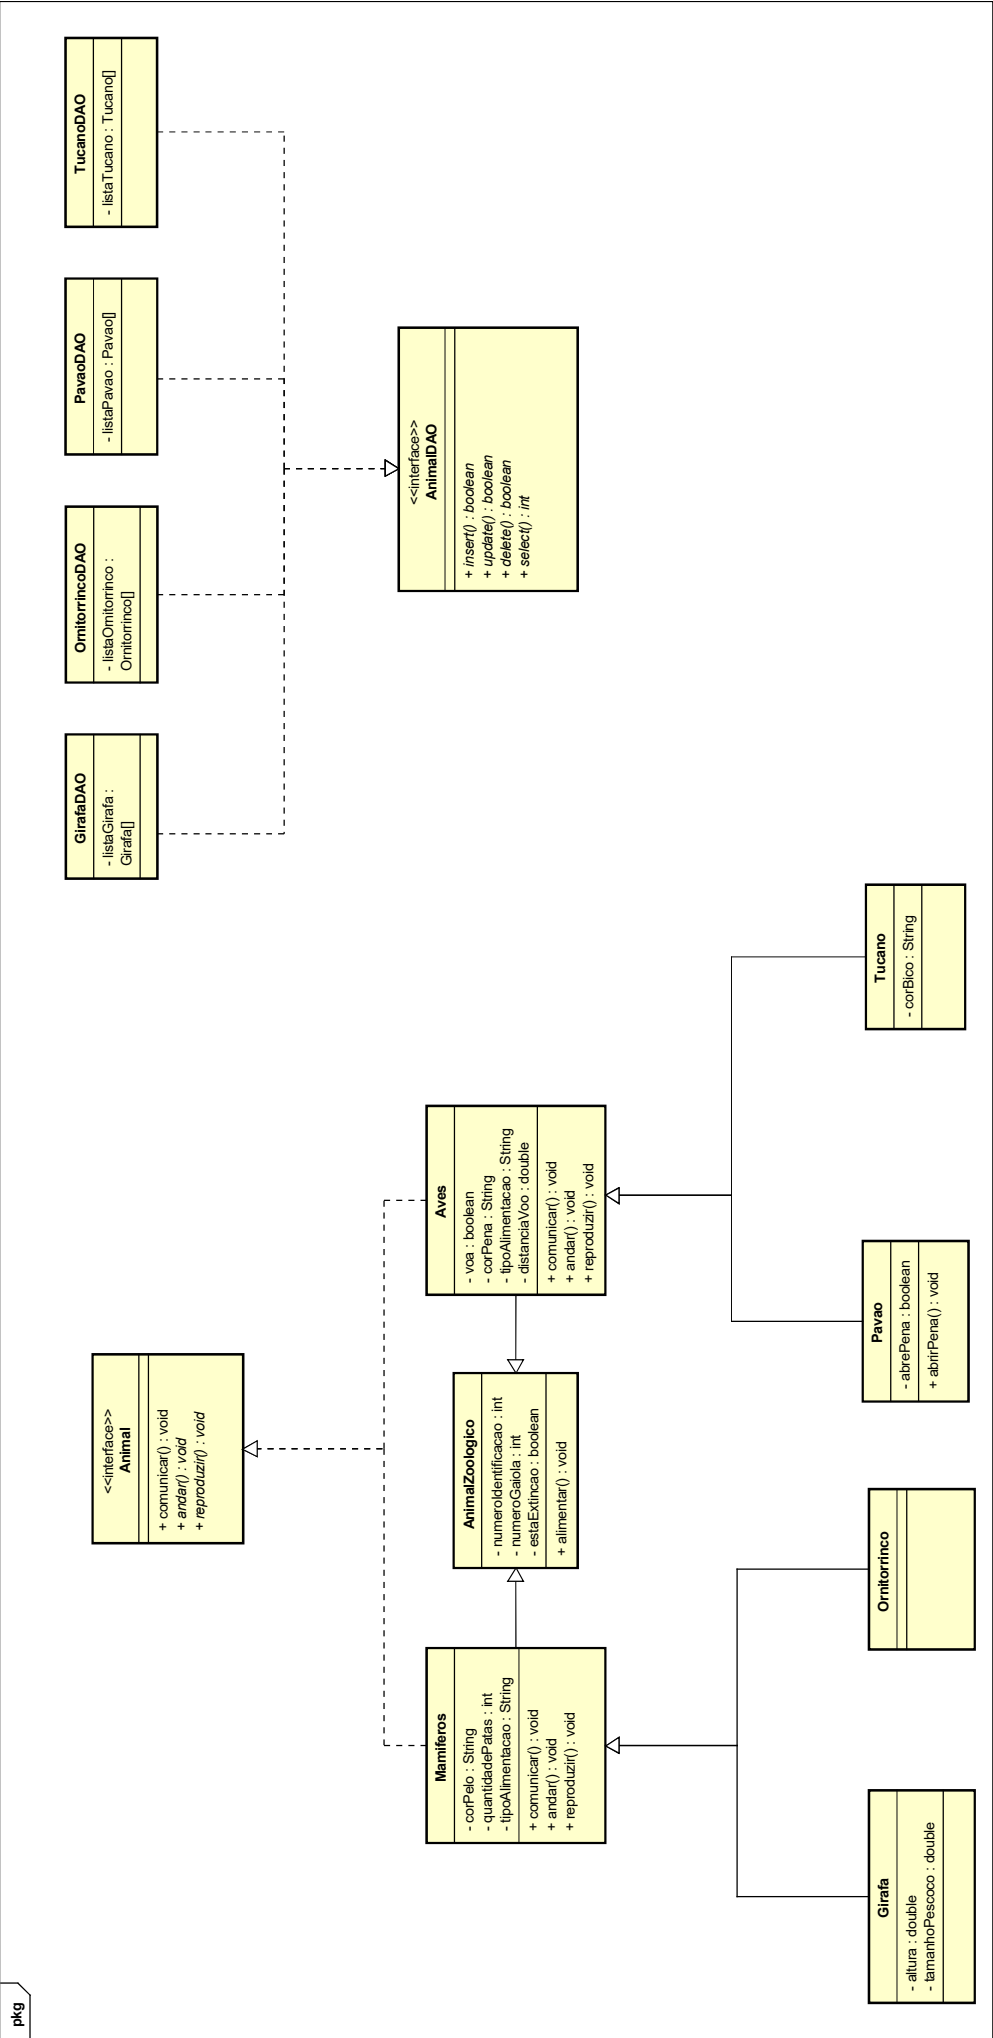 pkg
<<interface>>
Animal
+ comunicar() : void
+ andar() : void
+ reproduzir() : void
GirafaDAO
- listaGirafa :
Girafa[]
OrnitorrincoDAO
- listaOrnitorrinco :
Ornitorrinco[]
PavaoDAO
- listaPavao : Pavao[]
TucanoDAO
- listaTucano : Tucano[]
Mamiferos
- corPelo : String
- quantidadePatas : int
- tipoAlimentacao : String
+ comunicar() : void
+ andar() : void
+ reproduzir() : void
AnimalZoologico
- numeroIdentificacao : int
- numeroGaiola : int
- estaExtincao : boolean
+ alimentar() : void
Aves
- voa : boolean
- corPena : String
- tipoAlimentacao : String
- distanciaVoo : double
+ comunicar() : void
+ andar() : void
+ reproduzir() : void
<<interface>>
AnimalDAO
+ insert() : boolean
+ update() : boolean
+ delete() : boolean
+ select() : int
Girafa
- altura : double
- tamanhoPescoco : double
Ornitorrinco
Pavao
- abrePena : boolean
+ abrirPena() : void
Tucano
- corBico : String